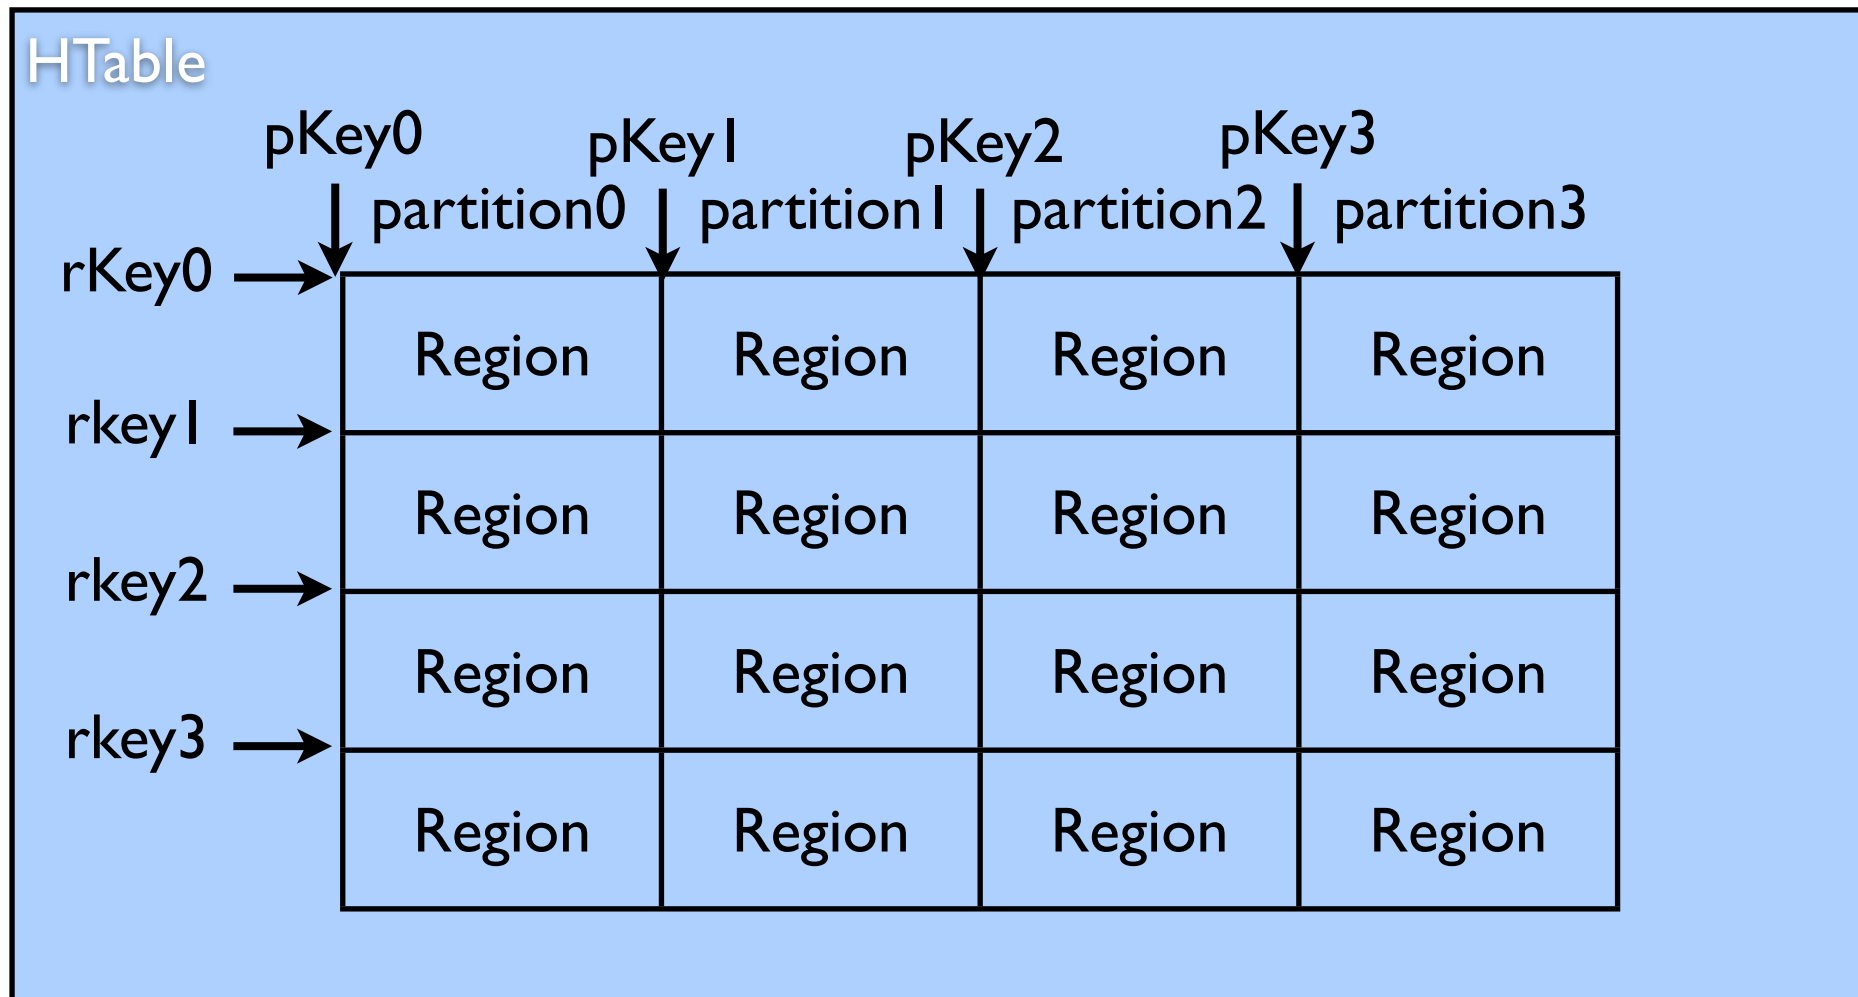 HTable
pKey0 pKey1 pKey2 pKey3
partition0 partition1 partition2 partition3
rKey0
Region Region Region Region
rkey1
Region Region Region Region
rkey2
Region Region Region Region
rkey3
Region Region Region Region